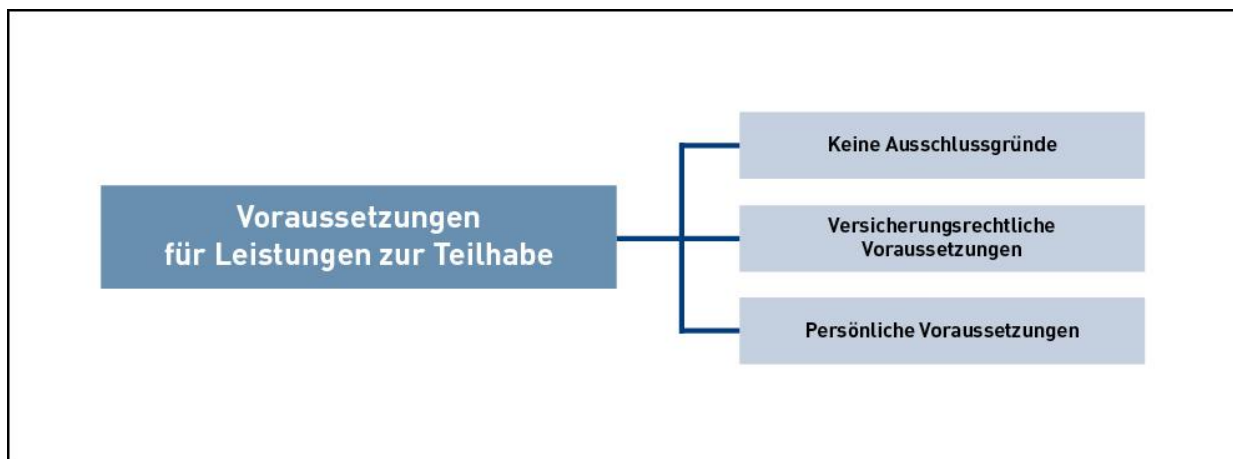 Voraussetzungen
für Leistungen zur Teilhabe
Keine Ausschlussgründe
Versicherungsrechtliche
Voraussetzungen
Persönliche Voraussetzungen